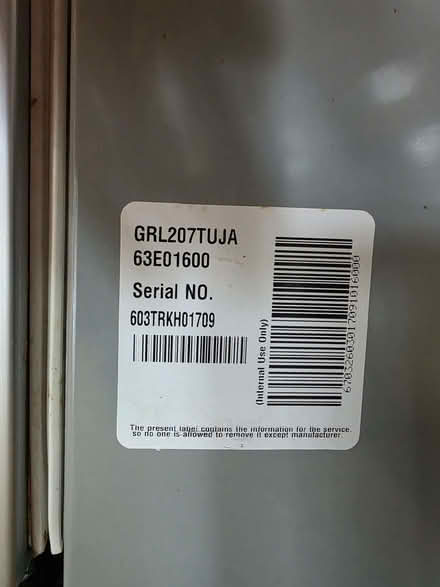 GRL207TUJA
63E01600
Serial NO.
603TRKH01709
(Internal Use Only)
The present label contains the information for the service.
so no one is allowed to remove it except manufacturer.